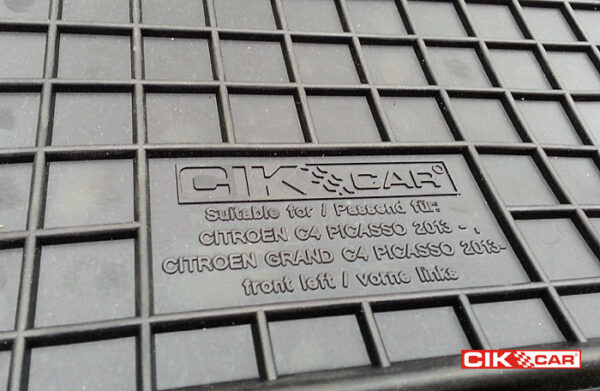 CIK CAR
Suitable for / Passend für:
CITROEN C4 PICASSO 2013 - ,
CITROEN GRAND C4 PICASSO 2013-
front left / vorne links
CIK CAR